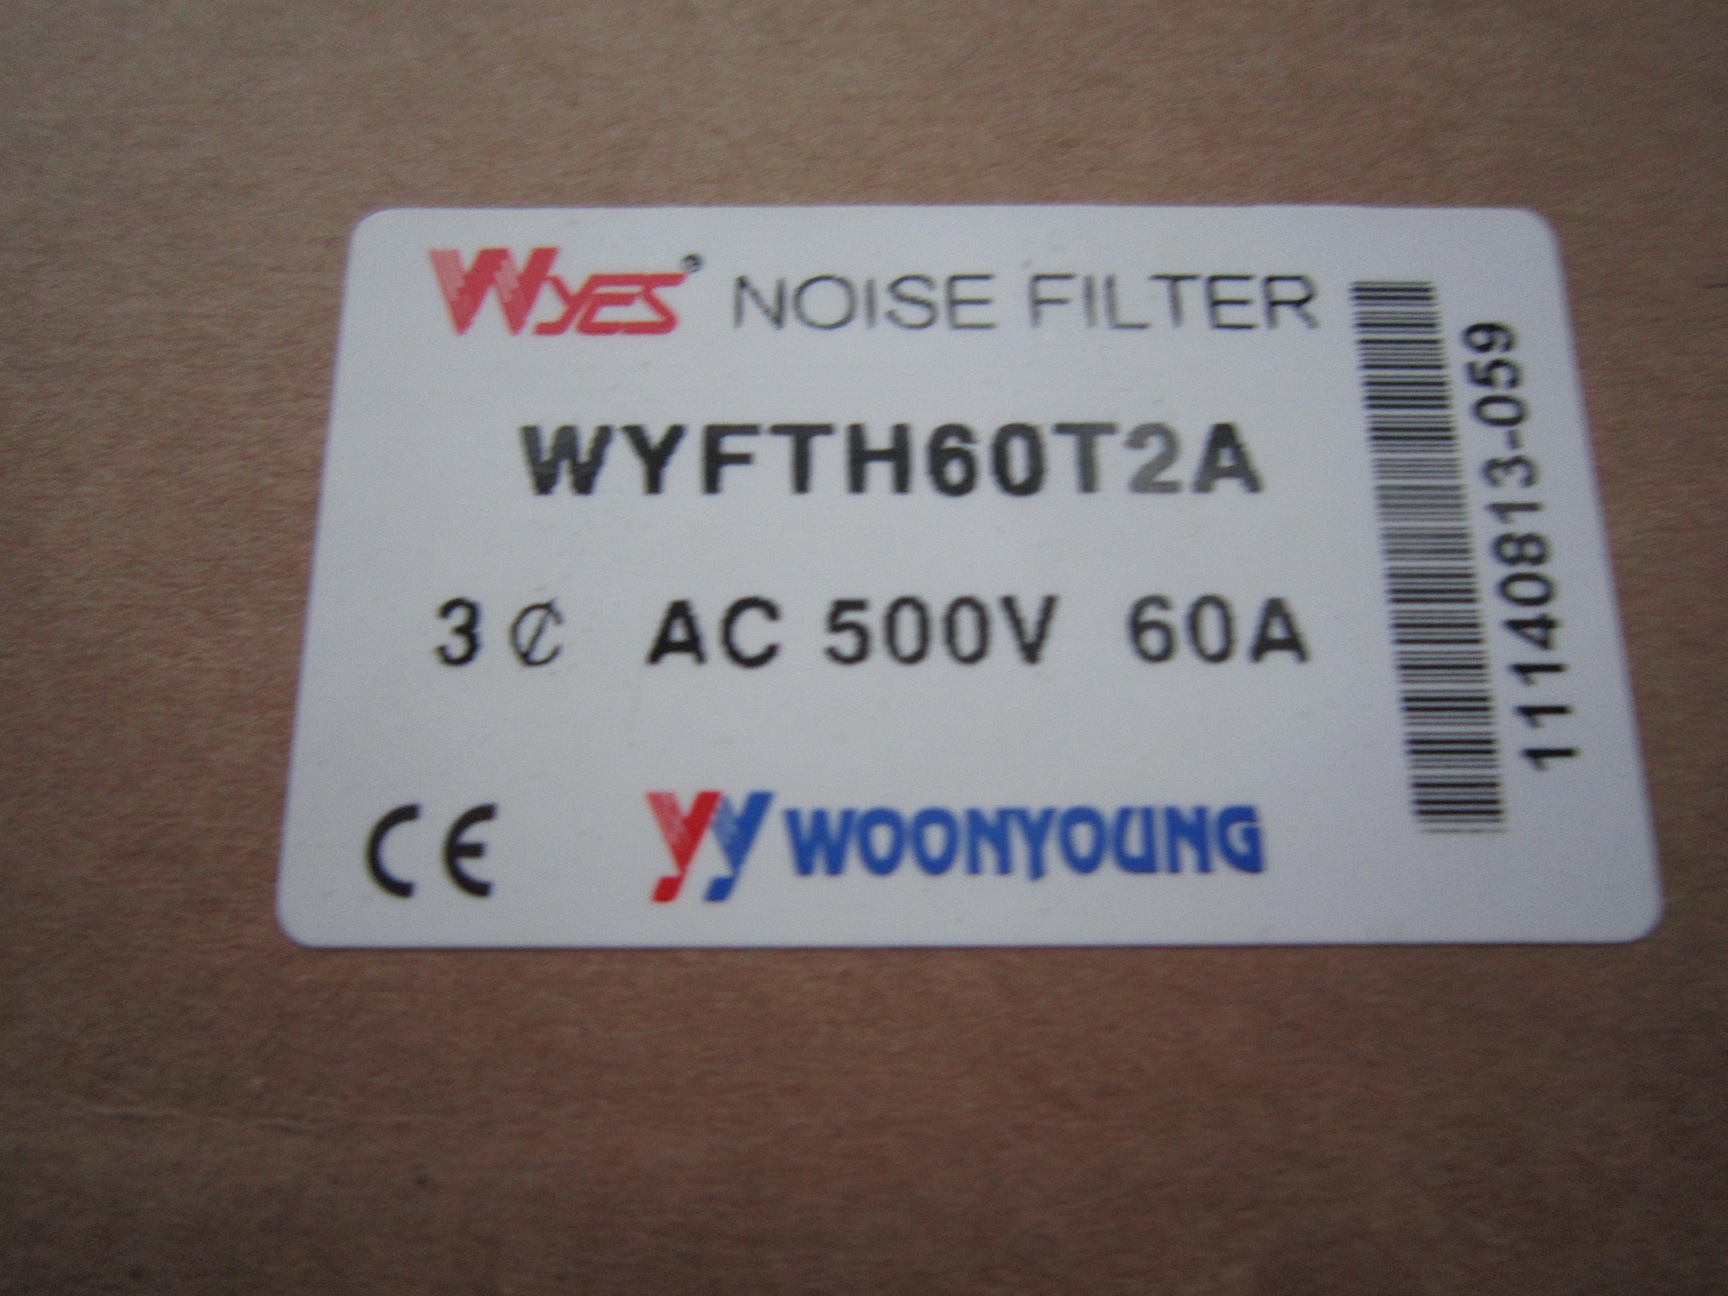 WYES® NOISE FILTER
WYFTH60T2A
3 ₡ AC 500V 60A
CE YY WOONYOUNG
11140813-059